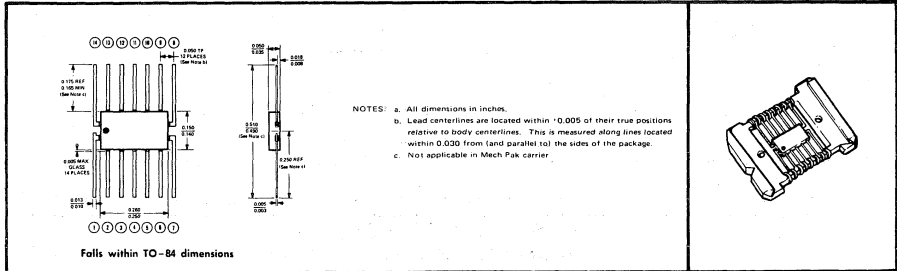 ⑭ ⑬ ⑫ ⑪ ⑩ ⑨ ⑧
0.050 TP
12 PLACES
(See Note b)
0.175 REF
0.165 MIN
(See Note c)
0.150
0.140
0.005 MAX
GLASS
14 PLACES
0.013
0.010
0.260
0.250
① ② ③ ④ ⑤ ⑥ ⑦
Falls within TO-84 dimensions
0.050
0.035
0.510
0.490
(See Note c)
0.250 REF
(See Note c)
0.005
0.003
NOTES: a. All dimensions in inches.
b. Lead centerlines are located within ·0.005 of their true positions
relative to body centerlines. This is measured along lines located
within 0.030 from (and parallel to) the sides of the package.
c. Not applicable in Mech Pak carrier